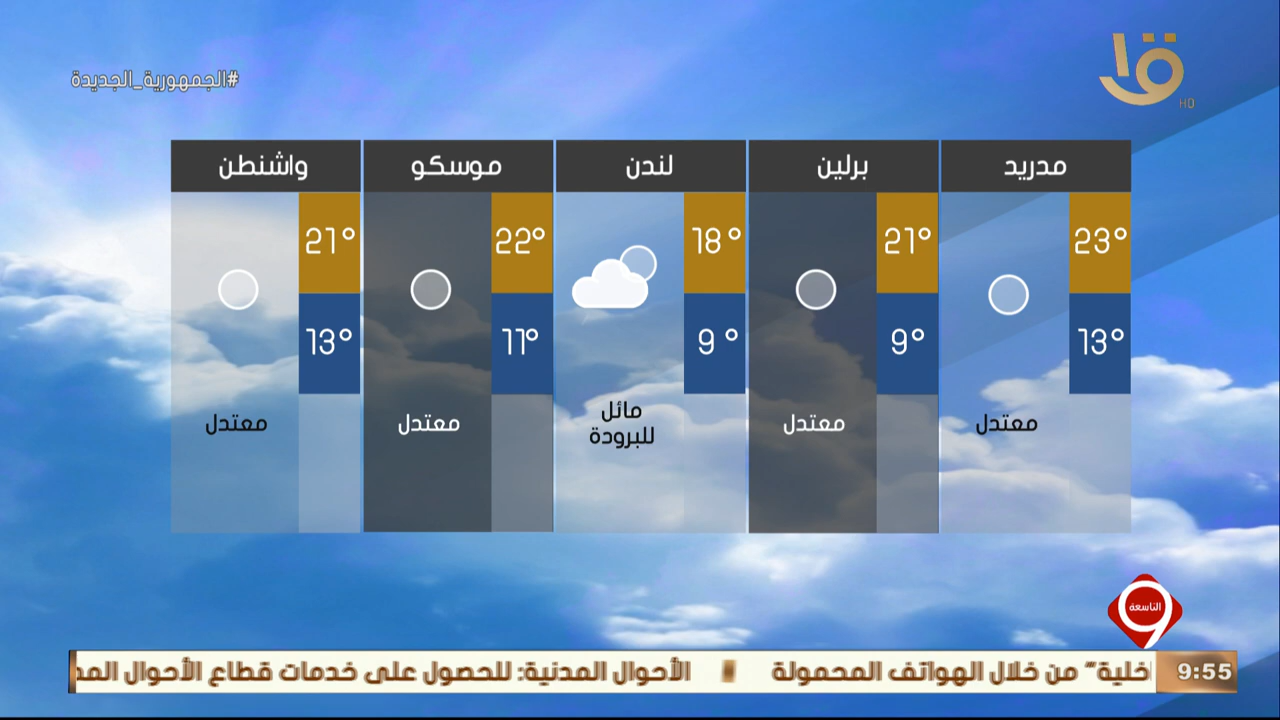 #الجمهورية_الجديدة
HD
مدريد
23°
13°
معتدل
برلين
21°
9°
معتدل
لندن
18°
9°
مائل
للبرودة
موسكو
22°
11°
معتدل
واشنطن
21°
13°
معتدل
التاسعة
9
9:55
خلية" من خلال الهواتف المحمولة
الأحوال المدنية: للحصول على خدمات قطاع الأحوال المد